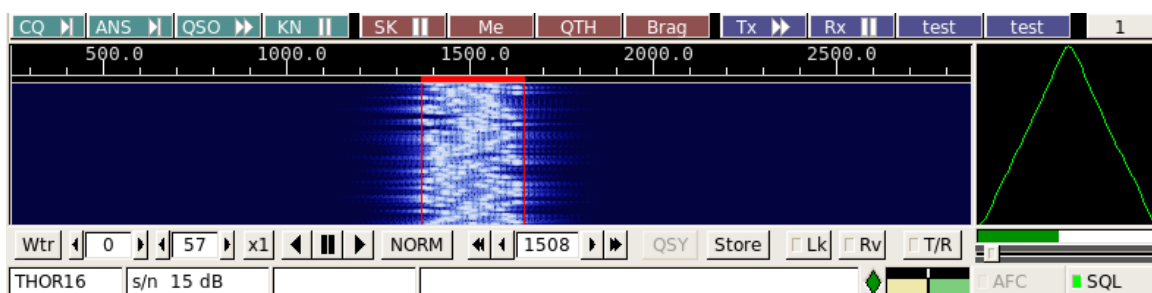 CQ ANS QSO KN SK Me QTH Brag Tx Rx test test 1
500.0 1000.0 1500.0 2000.0 2500.0
Wtr 0 57 x1 NORM 1508 QSY Store Lk Rv T/R
THOR16 s/n 15 dB AFC SQL